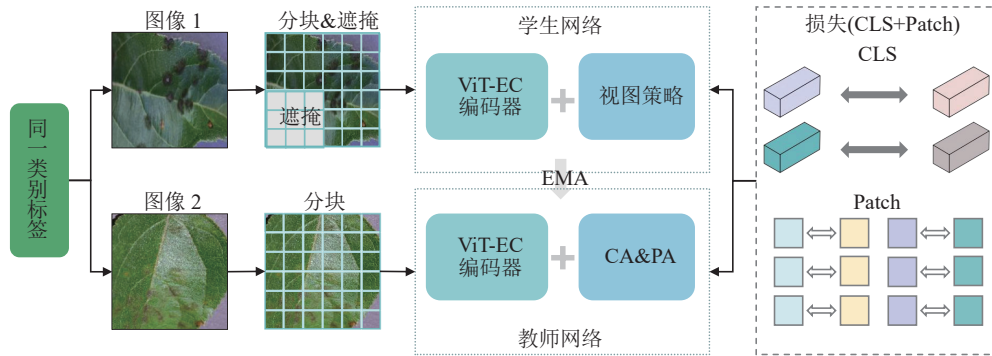 同一类别标签
图像 1
分块&遮掩
遮掩
学生网络
ViT-EC
编码器
视图策略
EMA
图像 2
分块
ViT-EC
编码器
CA&PA
教师网络
损失(CLS+Patch)
CLS
Patch